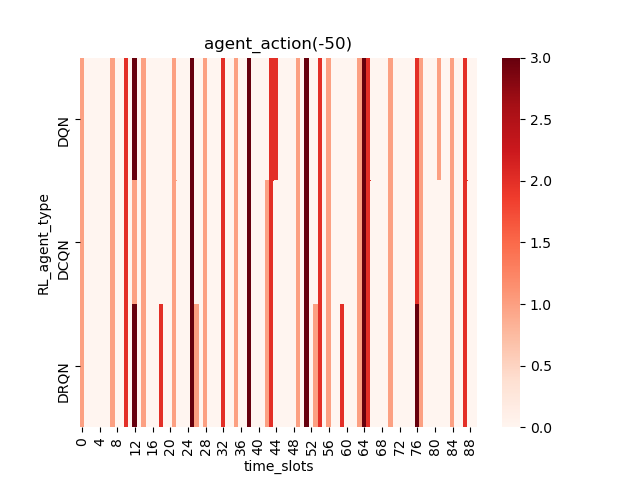 agent_action(-50)
RL_agent_type
DQN
DCQN
DRQN
0 4 8 12 16 20 24 28 32 36 40 44 48 52 56 60 64 68 72 76 80 84 88
time_slots
3.0
2.5
2.0
1.5
1.0
0.5
0.0